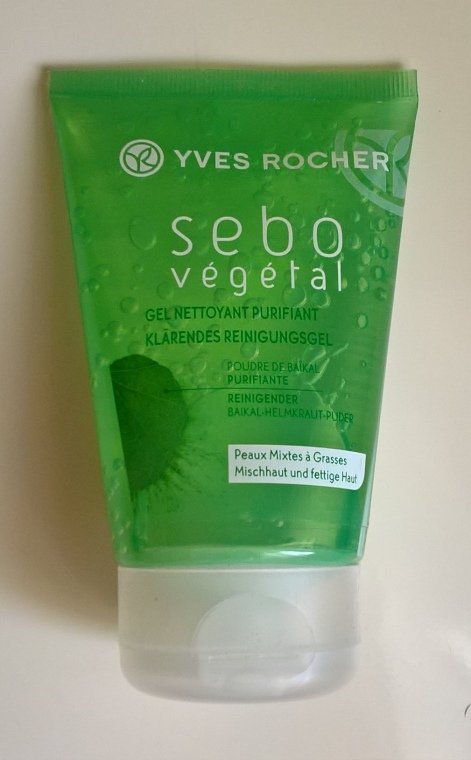 YVES ROCHER
sebo
végétal
GEL NETTOYANT PURIFIANT
KLÄRENDES REINIGUNGSGEL
POUDRE DE BAÏKAL
PURIFIANTE
REINIGENDER
BAIKAL-HELMKRAUT-PUDER
Peaux Mixtes à Grasses
Mischhaut und fettige Haut